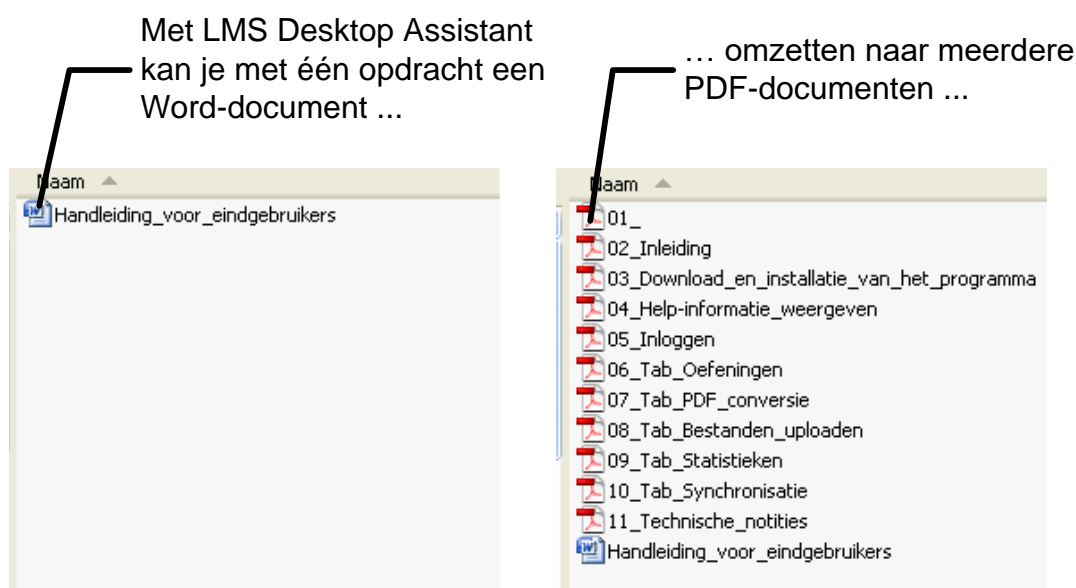 Met LMS Desktop Assistant
kan je met één opdracht een
Word-document ...
… omzetten naar meerdere
PDF-documenten ...
Naam
Handleiding_voor_eindgebruikers
Naam
01_
02_Inleiding
03_Download_en_installatie_van_het_programma
04_Help-informatie_weergeven
05_Inloggen
06_Tab_Oefeningen
07_Tab_PDF_conversie
08_Tab_Bestanden_uploaden
09_Tab_Statistieken
10_Tab_Synchronisatie
11_Technische_notities
Handleiding_voor_eindgebruikers